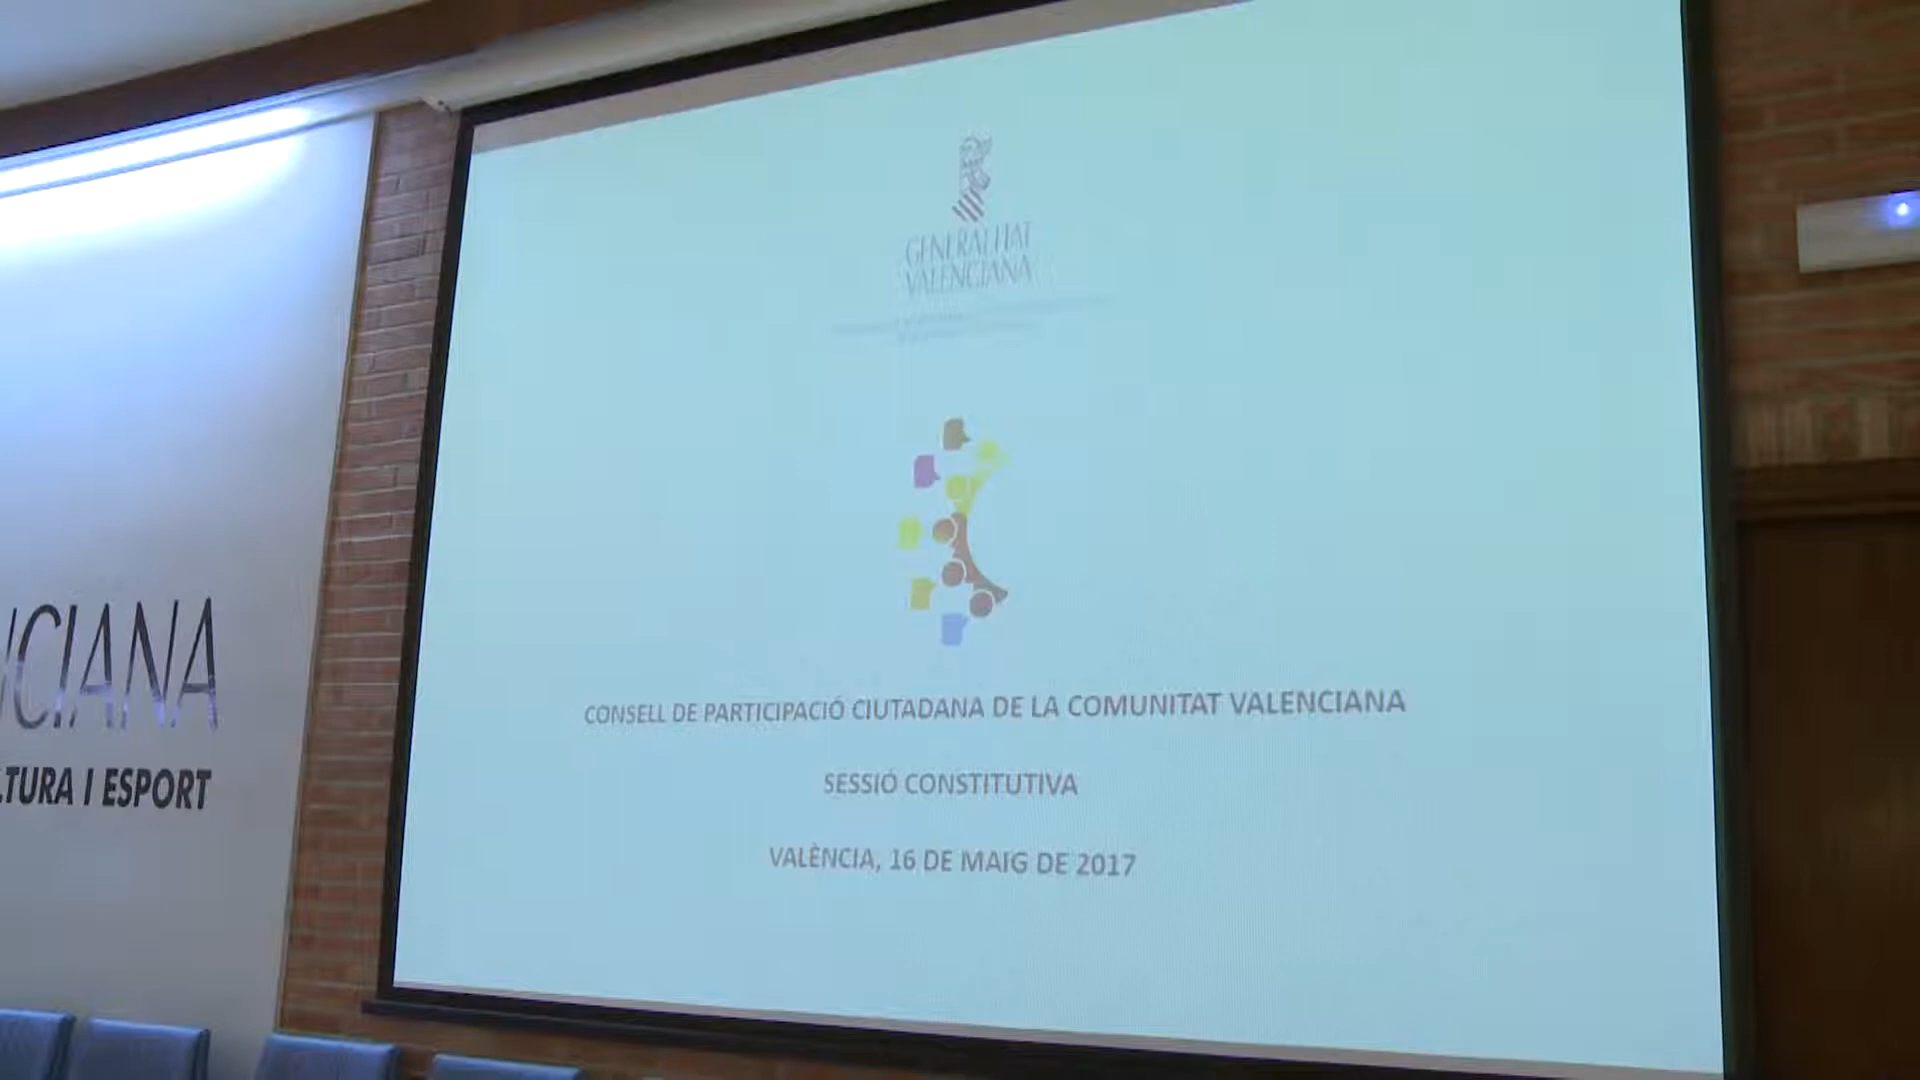 GENERALITAT
VALENCIANA
CONSELL DE PARTICIPACIÓ CIUTADANA DE LA COMUNITAT VALENCIANA
SESSIÓ CONSTITUTIVA
VALÈNCIA, 16 DE MAIG DE 2017
NCIANA
LTURA I ESPORT